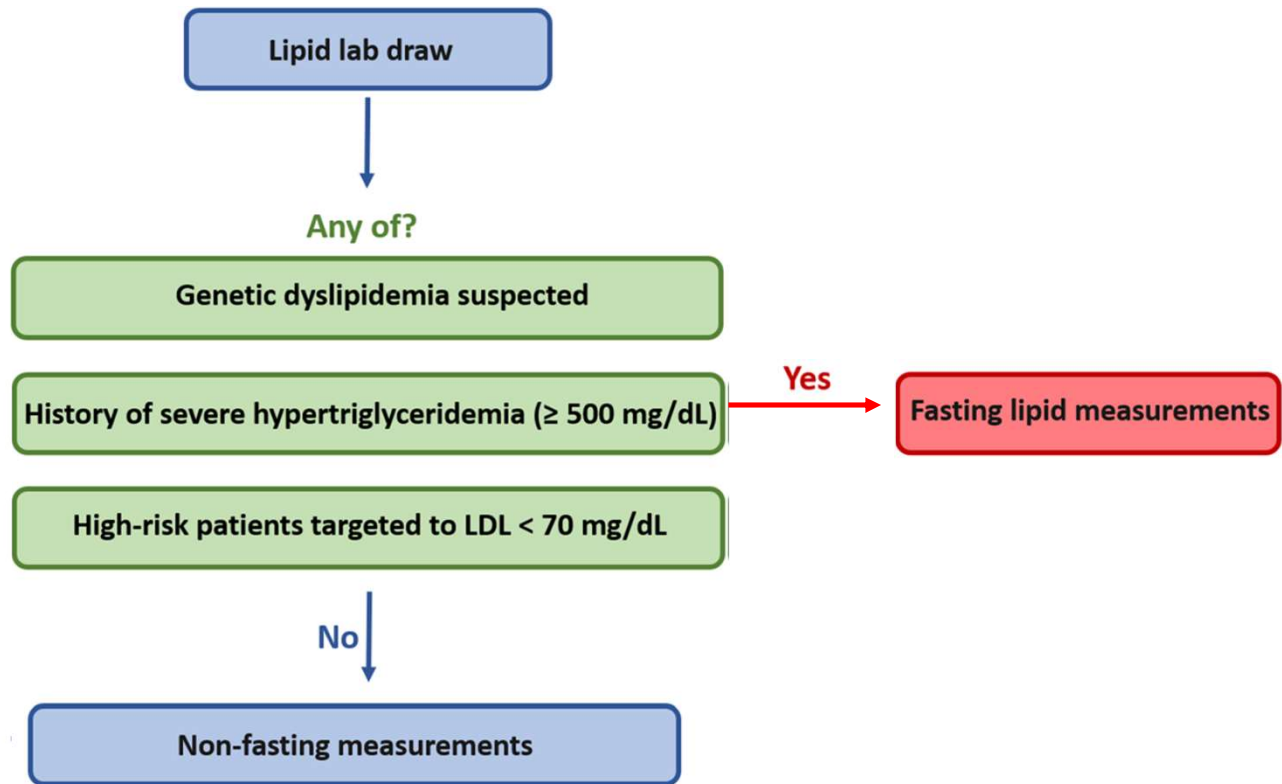 Lipid lab draw
Any of?
Genetic dyslipidemia suspected
History of severe hypertriglyceridemia (≥ 500 mg/dL)
Yes
Fasting lipid measurements
High-risk patients targeted to LDL < 70 mg/dL
No
Non-fasting measurements